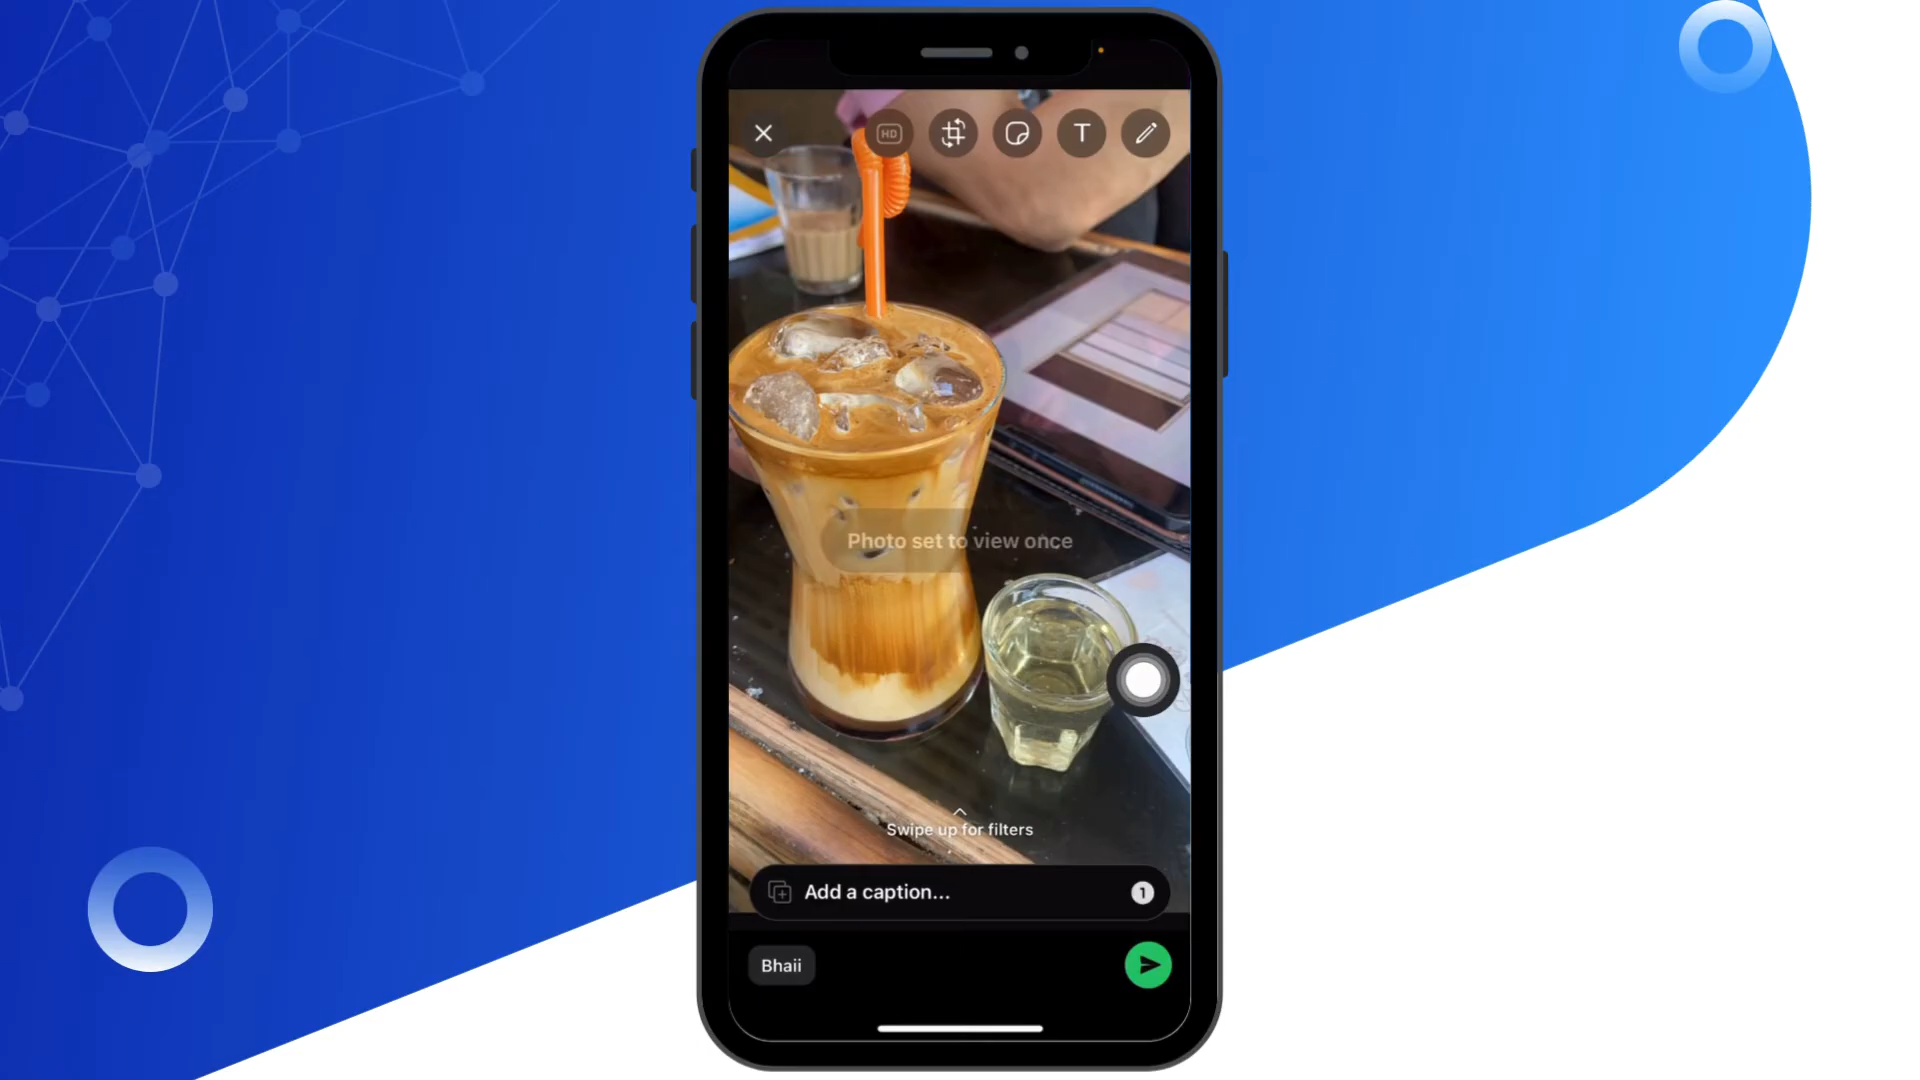 HD
T
Photo set to view once
Swipe up for filters
Add a caption...
1
Bhaii